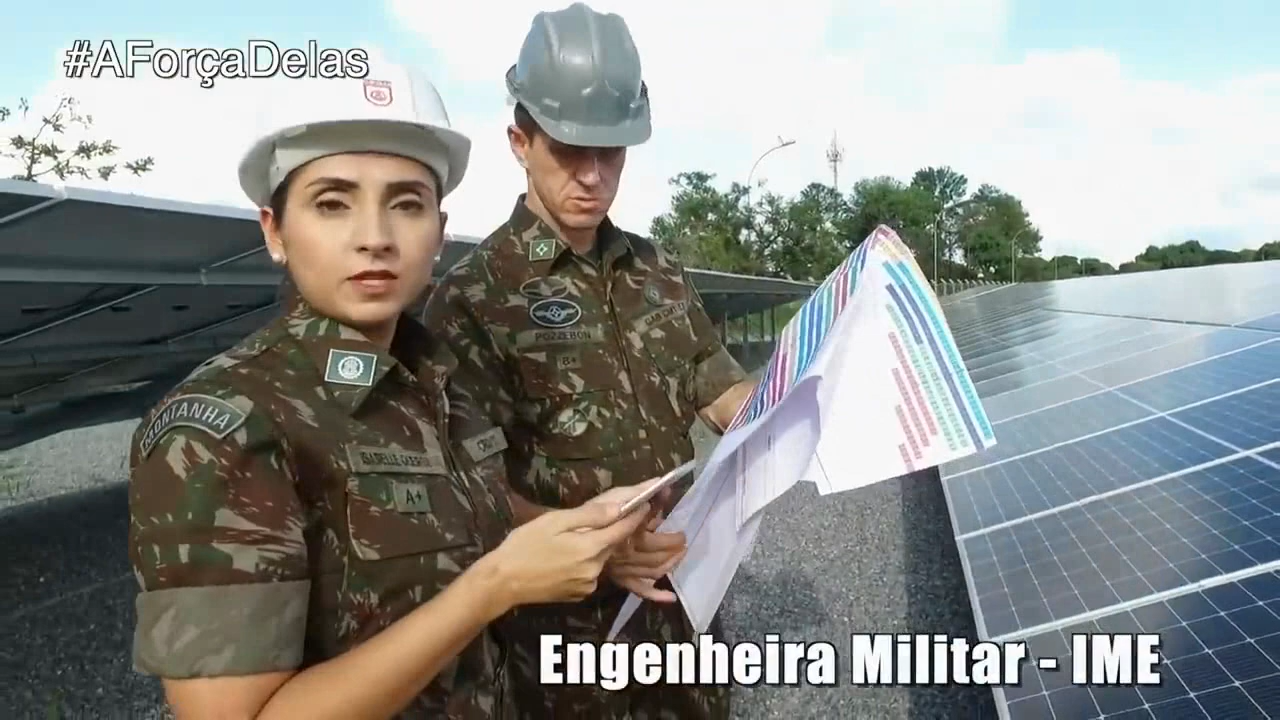 #AForçaDelas
MONTANHA
POZZEBON
B+
A+
Engenheira Militar - IME